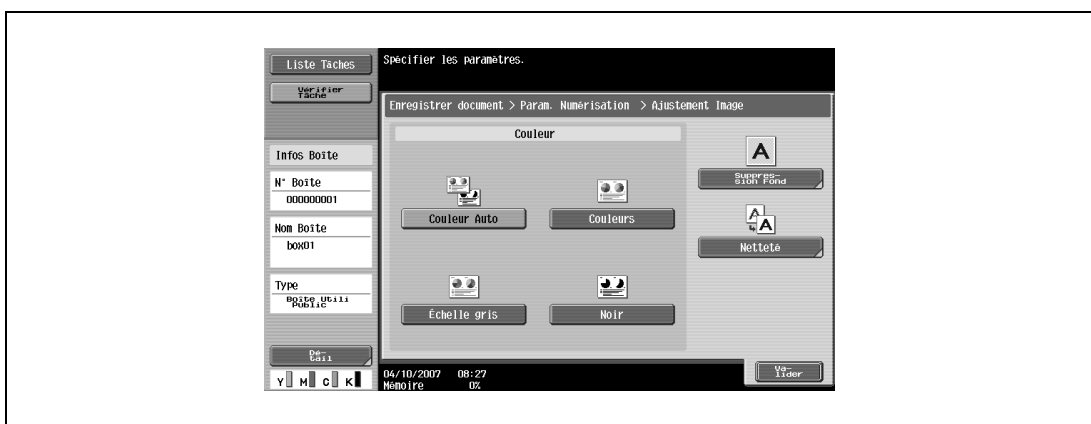 Liste Tâches
Spécifier les paramètres.
Vérifier
Tâche
Enregistrer document > Param. Numérisation > Ajustement Image
Couleur
Infos Boîte
A
Suppres-
sion Fond
N° Boîte
000000001
Couleur Auto
Couleurs
Nom Boîte
box01
A
A
Netteté
Type
Boîte Utili
Public
Échelle gris
Noir
Dé-
tail
Y M C K
04/10/2007 08:27
Mémoire 0%
Va-
lider